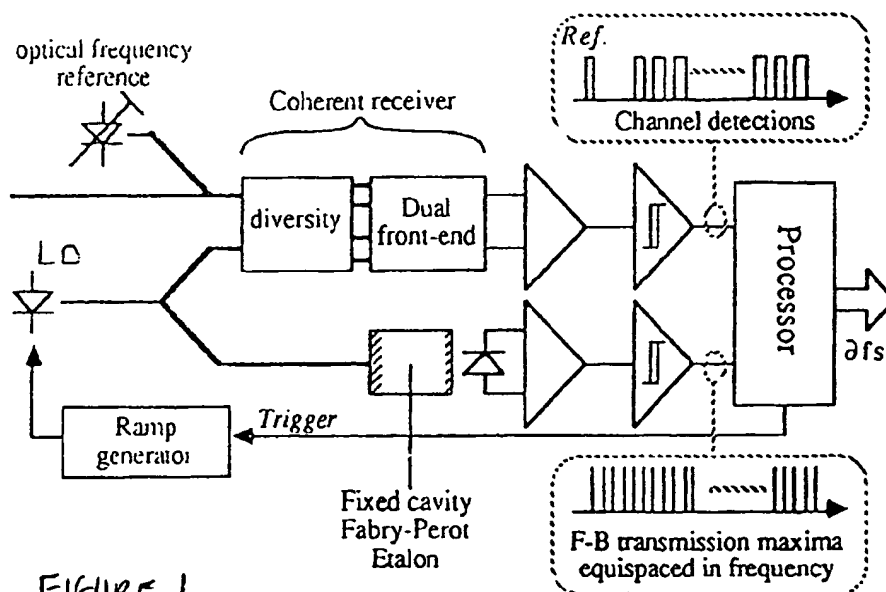 optical frequency
reference
Coherent receiver
Ref.
Channel detections
diversity
Dual
front-end
LD
Processor
∂fs
Ramp
generator
Trigger
Fixed cavity
Fabry-Perot
Etalon
F-B transmission maxima
equispaced in frequency
FIGURE 1